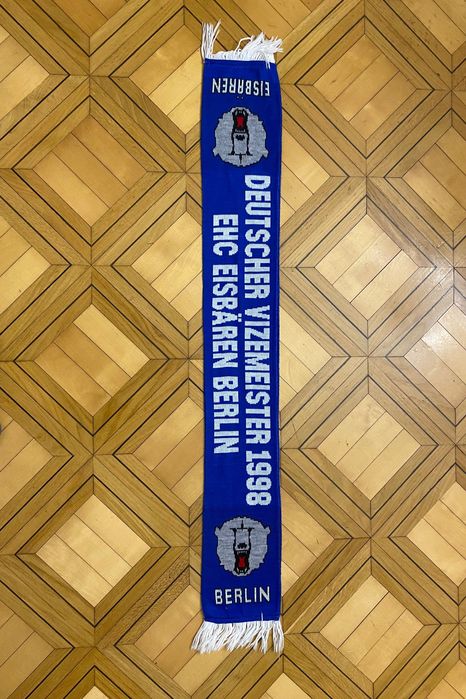 EISBÄREN
DEUTSCHER VIZEMEISTER 1998
EHC EISBÄREN BERLIN
BERLIN